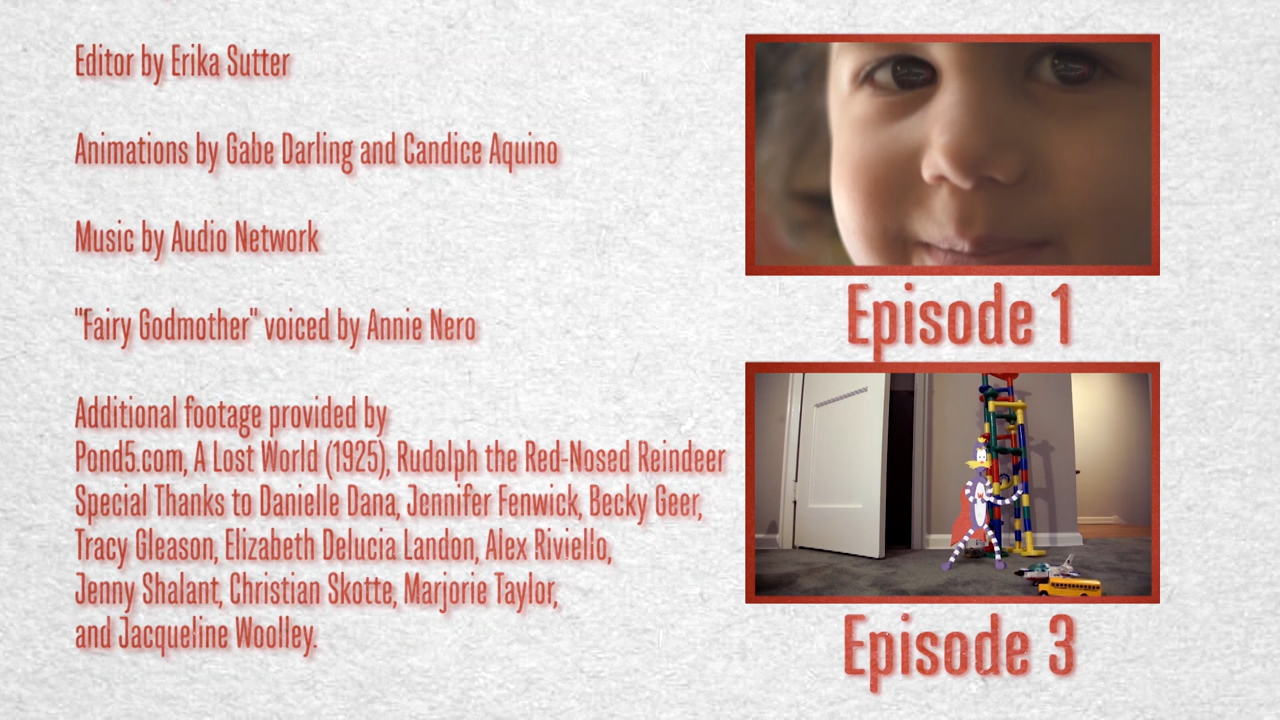 Editor by Erika Sutter
Animations by Gabe Darling and Candice Aquino
Music by Audio Network
"Fairy Godmother" voiced by Annie Nero
Additional footage provided by
Pond5.com, A Lost World (1925), Rudolph the Red-Nosed Reindeer
Special Thanks to Danielle Dana, Jennifer Fenwick, Becky Geer,
Tracy Gleason, Elizabeth Delucia Landon, Alex Riviello,
Jenny Shalant, Christian Skotte, Marjorie Taylor,
and Jacqueline Woolley.
Episode 1
Episode 3